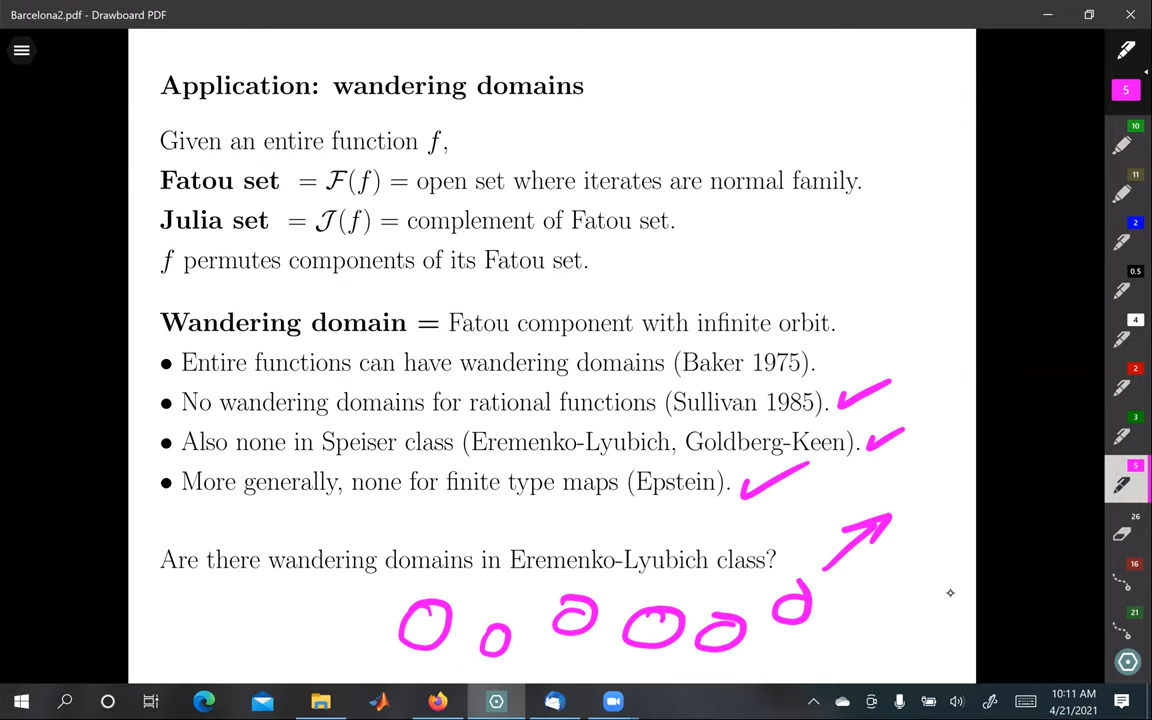 Barcelona2.pdf - Drawboard PDF
Application: wandering domains
Given an entire function f,
Fatou set = F(f) = open set where iterates are normal family.
Julia set = J(f) = complement of Fatou set.
f permutes components of its Fatou set.
Wandering domain = Fatou component with infinite orbit.
• Entire functions can have wandering domains (Baker 1975).
• No wandering domains for rational functions (Sullivan 1985).
• Also none in Speiser class (Eremenko-Lyubich, Goldberg-Keen).
• More generally, none for finite type maps (Epstein).
Are there wandering domains in Eremenko-Lyubich class?
5
10
11
2
0.5
4
2
3
5
26
16
21
10:11 AM
4/21/2021